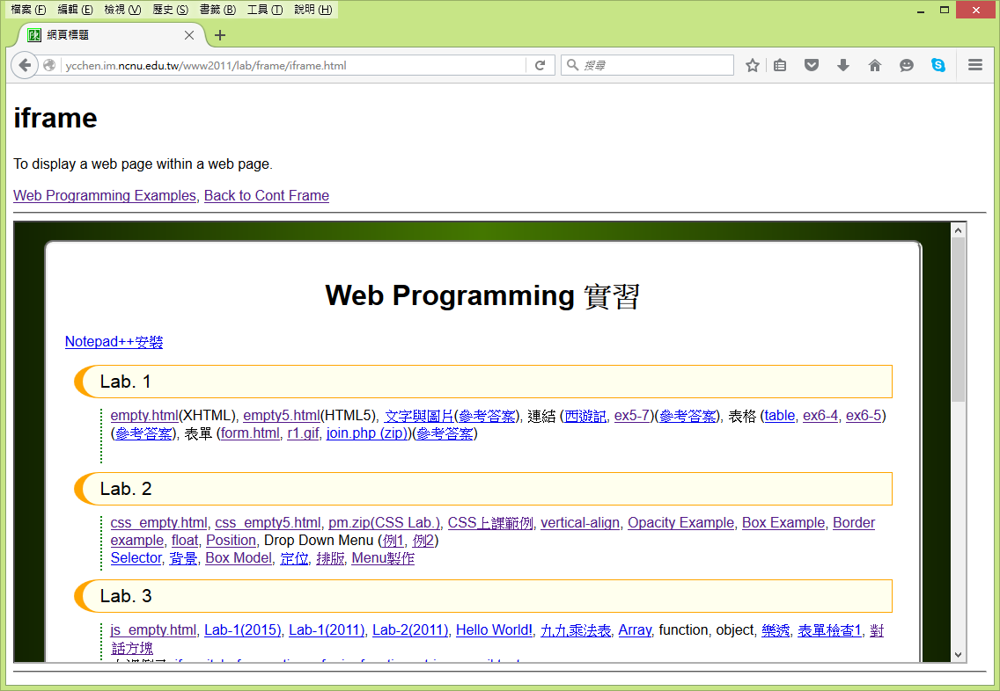 檔案 (F) 編輯 (E) 檢視 (V) 歷史 (S) 書籤 (B) 工具 (T) 說明 (H)
網頁標題
ycchen.im.ncnu.edu.tw/www2011/lab/frame/iframe.html
搜尋
iframe
To display a web page within a web page.
Web Programming Examples, Back to Cont Frame
Web Programming 實習
Notepad++安裝
Lab. 1
empty.html(XHTML), empty5.html(HTML5), 文字與圖片(參考答案), 連結 (西遊記, ex5-7)(參考答案), 表格 (table, ex6-4, ex6-5)
(參考答案), 表單 (form.html, r1.gif, join.php (zip))(參考答案)
Lab. 2
css_empty.html, css_empty5.html, pm.zip(CSS Lab.), CSS上課範例, vertical-align, Opacity Example, Box Example, Border
example, float, Position, Drop Down Menu (例1, 例2)
Selector, 背景, Box Model, 定位, 排版, Menu製作
Lab. 3
js_empty.html, Lab-1(2015), Lab-1(2011), Lab-2(2011), Hello World!, 九九乘法表, Array, function, object, 樂透, 表單檢查1, 對
話方塊